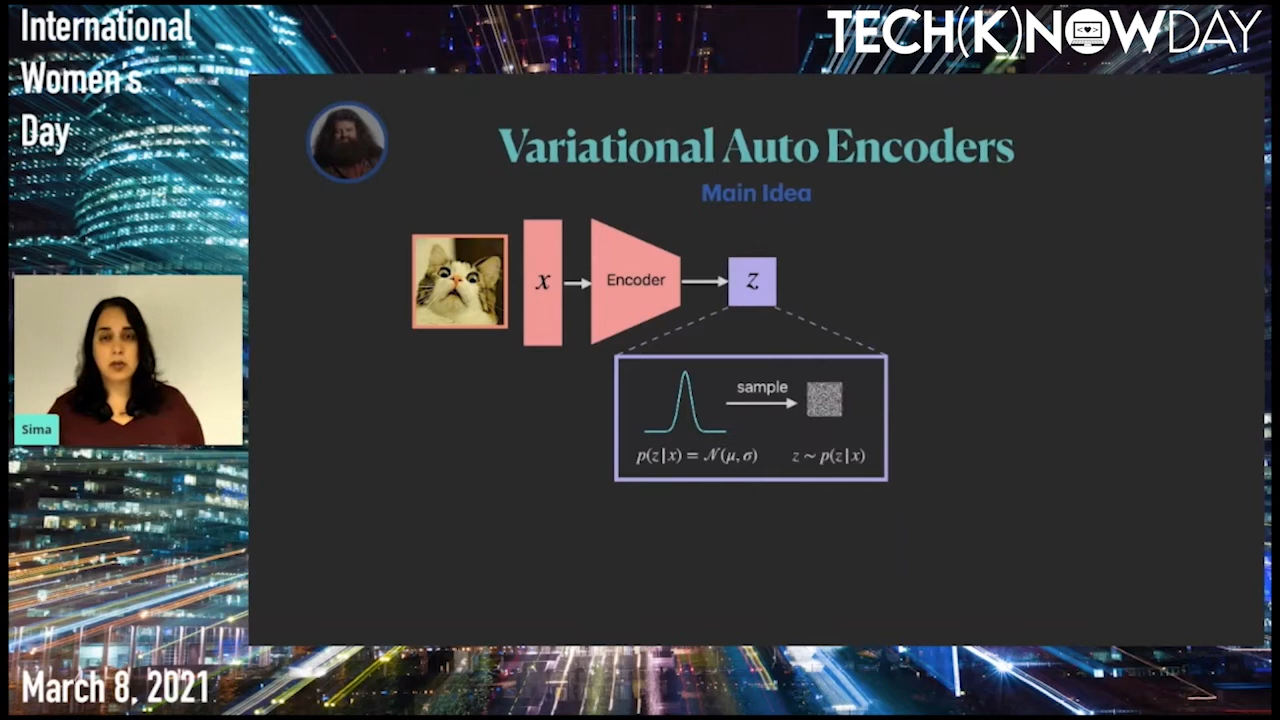 International
Women's
Day
TECH(K)NOWDAY
Variational Auto Encoders
Main Idea
x
Encoder
z
sample
p(z|x) = 𝒩(μ, σ)
z ~ p(z|x)
Sima
March 8, 2021